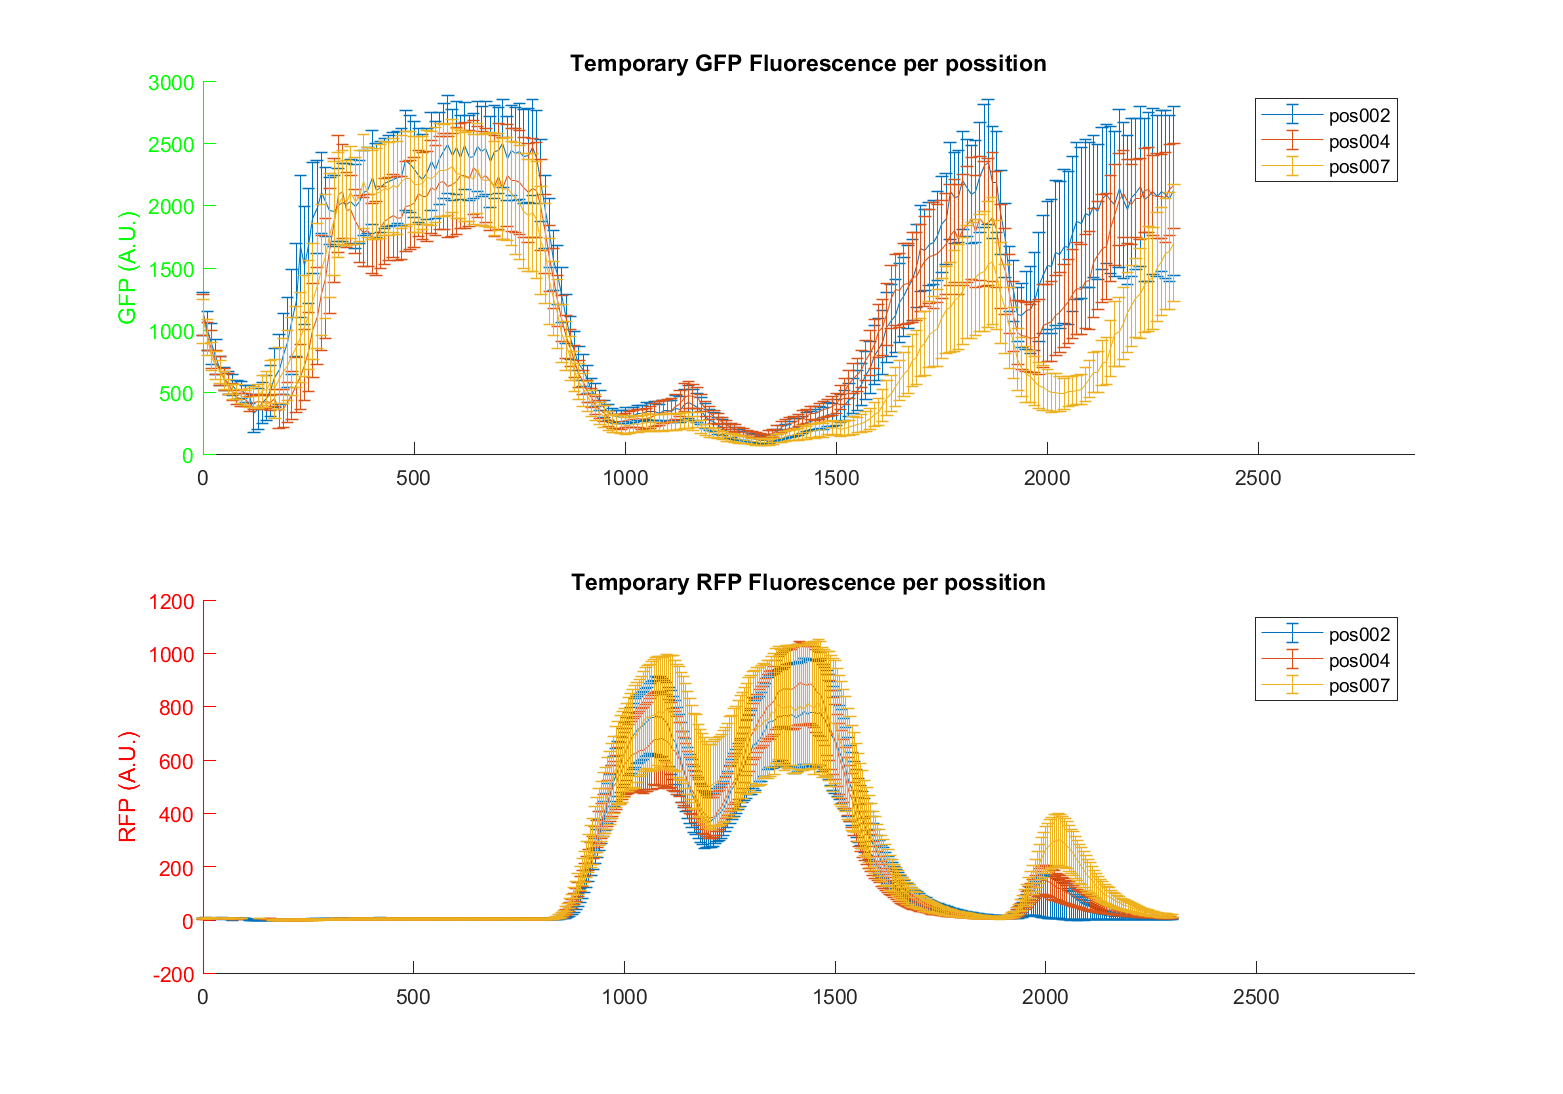 Temporary GFP Fluorescence per possition
3000
2500
2000
1500
1000
500
0
GFP (A.U.)
0 500 1000 1500 2000 2500
pos002
pos004
pos007
Temporary RFP Fluorescence per possition
1200
1000
800
600
400
200
0
-200
RFP (A.U.)
0 500 1000 1500 2000 2500
pos002
pos004
pos007